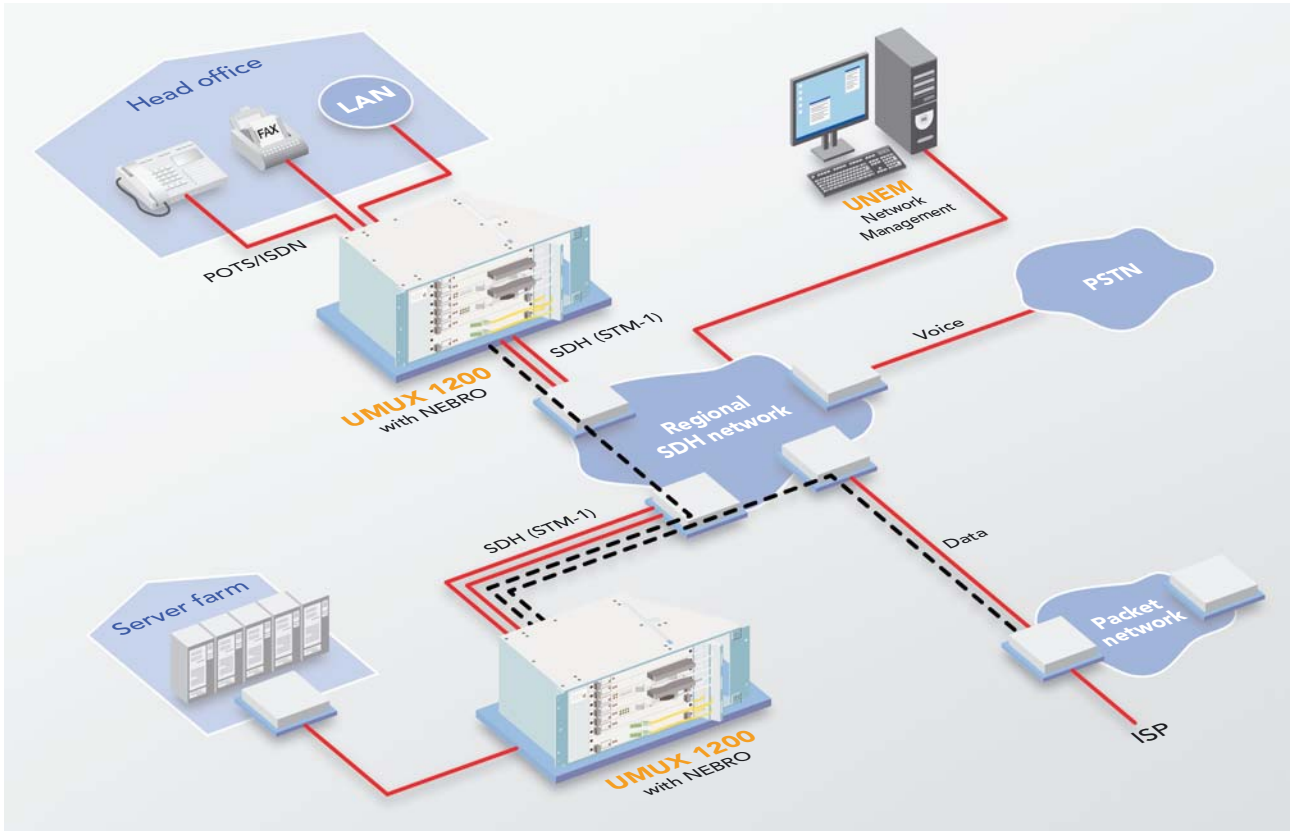 Head office
LAN
FAX
POTS/ISDN
UMUX 1200
with NEBRO
SDH (STM-1)
UNEM
Network
Management
PSTN
Voice
Regional
SDH network
SDH (STM-1)
Data
Server farm
Packet
network
ISP
UMUX 1200
with NEBRO